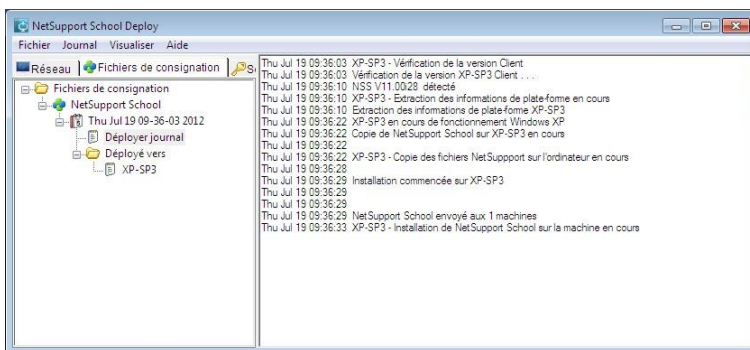 NetSupport School Deploy
Fichier Journal Visualiser Aide
Réseau Fichiers de consignation S
Fichiers de consignation
NetSupport School
Thu Jul 19 09-36-03 2012
Déployer journal
Déployé vers
XP-SP3
Thu Jul 19 09:36:03 XP-SP3 - Vérification de la version Client
Thu Jul 19 09:36:03 Vérification de la version XP-SP3 Client . . .
Thu Jul 19 09:36:10 NSS V11.00i28 détecté
Thu Jul 19 09:36:10 XP-SP3 - Extraction des informations de plate-forme en cours
Thu Jul 19 09:36:10 Extraction des informations de plate-forme XP-SP3
Thu Jul 19 09:36:22 XP-SP3 en cours de fonctionnement Windows XP
Thu Jul 19 09:36:22 Copie de NetSupport School sur XP-SP3 en cours
Thu Jul 19 09:36:22
Thu Jul 19 09:36:22 XP-SP3 - Copie des fichiers NetSuppport sur l'ordinateur en cours
Thu Jul 19 09:36:28
Thu Jul 19 09:36:29 Installation commencée sur XP-SP3
Thu Jul 19 09:36:29
Thu Jul 19 09:36:29
Thu Jul 19 09:36:29 NetSupport School envoyé aux 1 machines
Thu Jul 19 09:36:33 XP-SP3 - Installation de NetSupport School sur la machine en cours